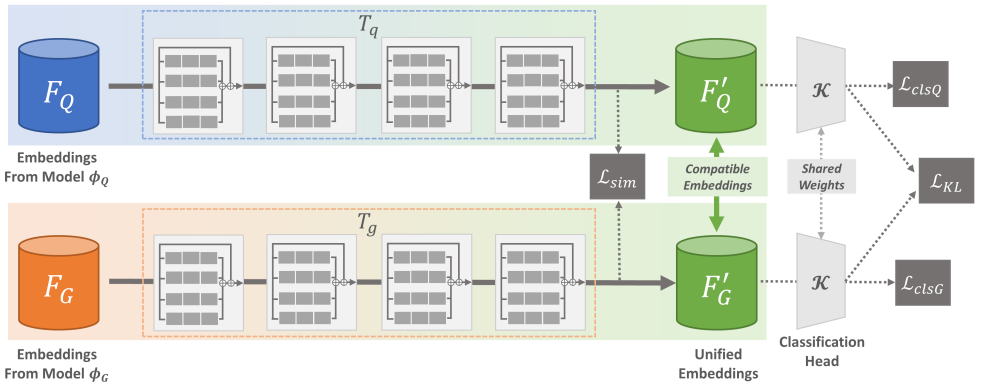 T_q
F_Q
F'_Q
𝒦
ℒ_clsQ
Embeddings
From Model ϕ_Q
ℒ_sim
Compatible
Embeddings
Shared
Weights
ℒ_KL
T_g
F_G
F'_G
𝒦
ℒ_clsG
Embeddings
From Model ϕ_G
Unified
Embeddings
Classification
Head